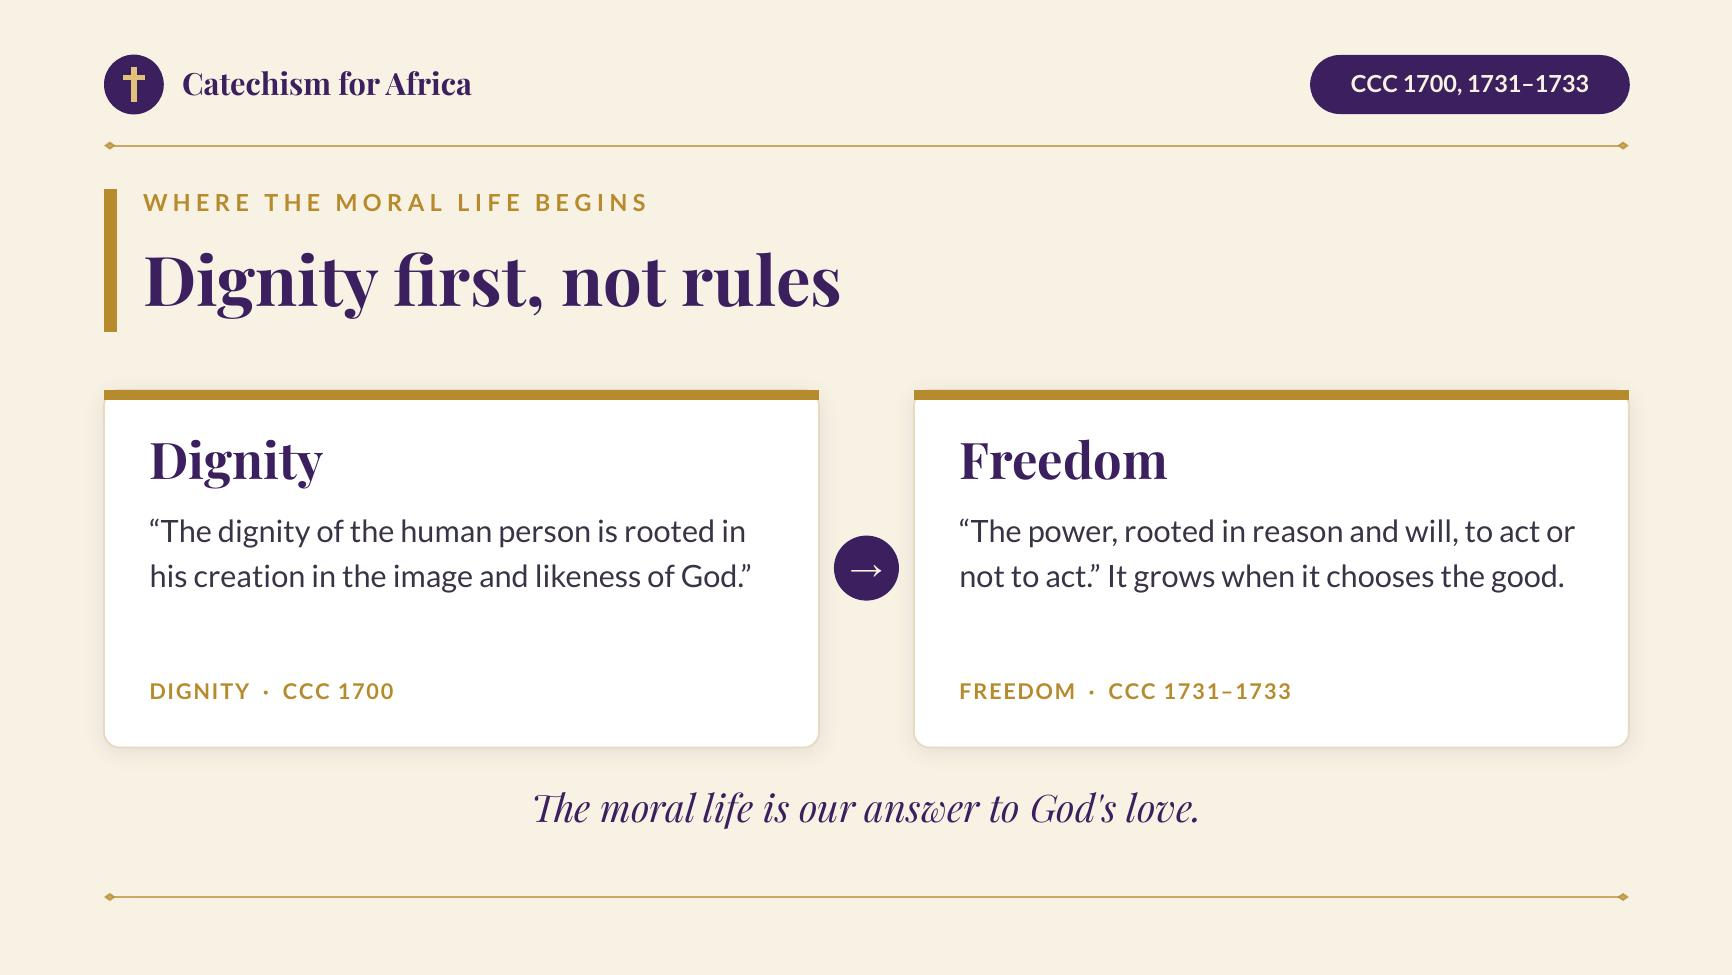 Catechism for Africa
CCC 1700, 1731–1733
WHERE THE MORAL LIFE BEGINS
Dignity first, not rules
Dignity
“The dignity of the human person is rooted in
his creation in the image and likeness of God.”
DIGNITY · CCC 1700
→
Freedom
“The power, rooted in reason and will, to act or
not to act.” It grows when it chooses the good.
FREEDOM · CCC 1731–1733
The moral life is our answer to God's love.